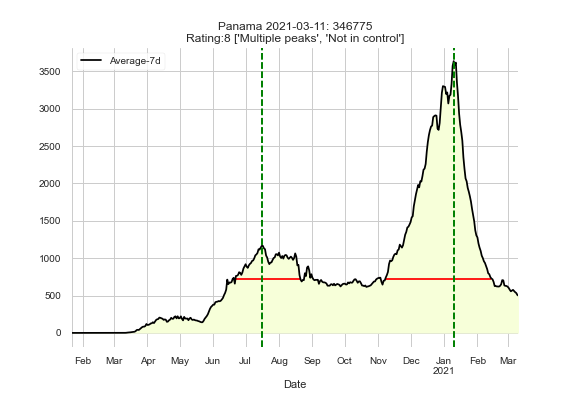 Panama 2021-03-11: 346775
Rating:8 ['Multiple peaks', 'Not in control']
Average-7d
3500
3000
2500
2000
1500
1000
500
0
Feb Mar Apr May Jun Jul Aug Sep Oct Nov Dec Jan Feb Mar
2021
Date